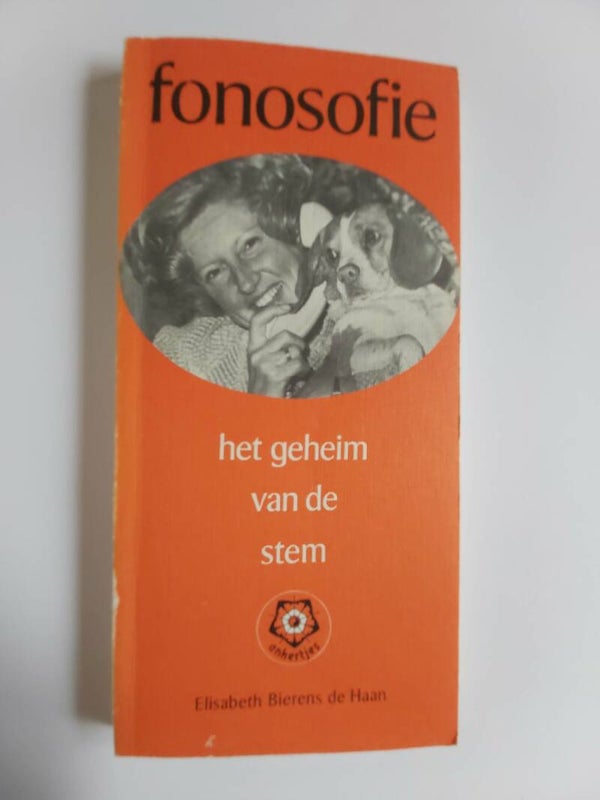 fonosofie
het geheim
van de
stem
ankertjes
Elisabeth Bierens de Haan